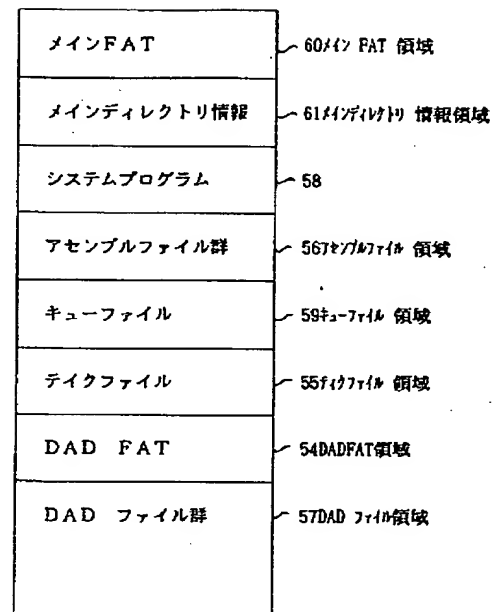 メインFAT
60メイン FAT 領域
メインディレクトリ情報
61メインディレクトリ 情報領域
システムプログラム
58
アセンブルファイル群
56アセンブルファイル 領域
キューファイル
59キューファイル 領域
テイクファイル
55テイクファイル 領域
DAD FAT
54DADFAT領域
DAD ファイル群
57DAD ファイル領域